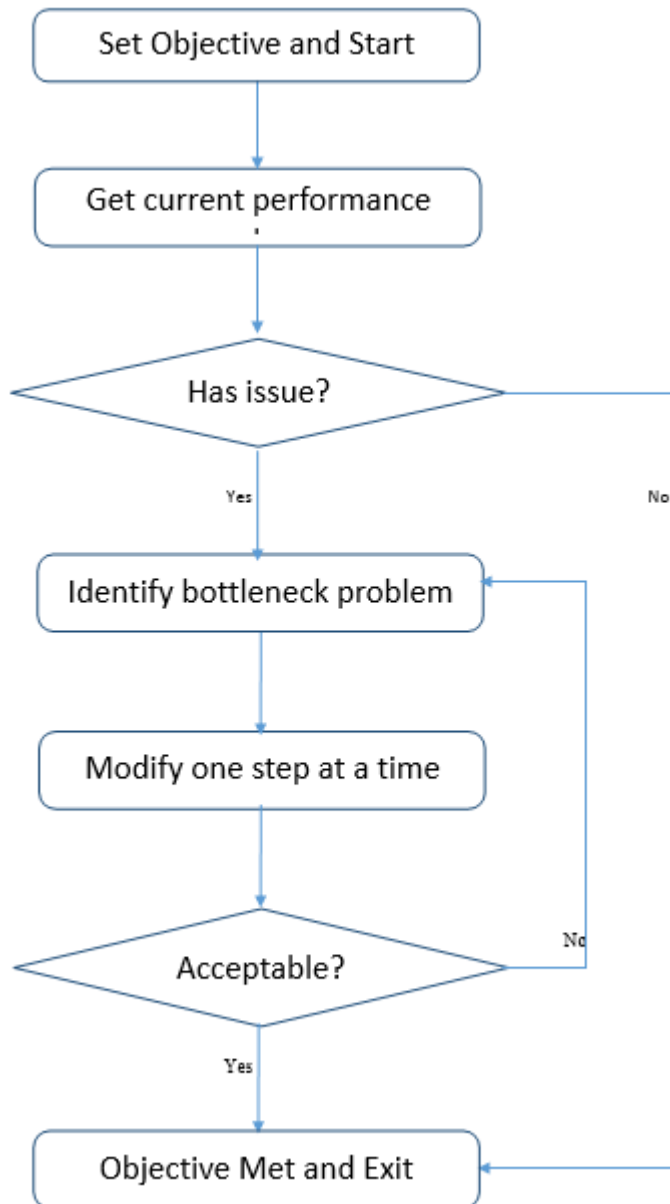 Set Objective and Start
Get current performance
.
Has issue?
Yes
No
Identify bottleneck problem
Modify one step at a time
No
Acceptable?
Yes
Objective Met and Exit